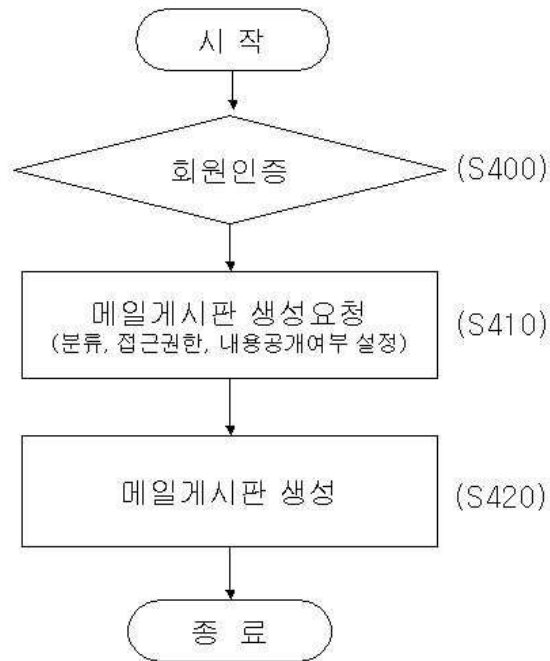 시 작
회원인증
(S400)
메일게시판 생성요청
(분류, 접근권한, 내용공개여부 설정)
(S410)
메일게시판 생성
(S420)
종 료